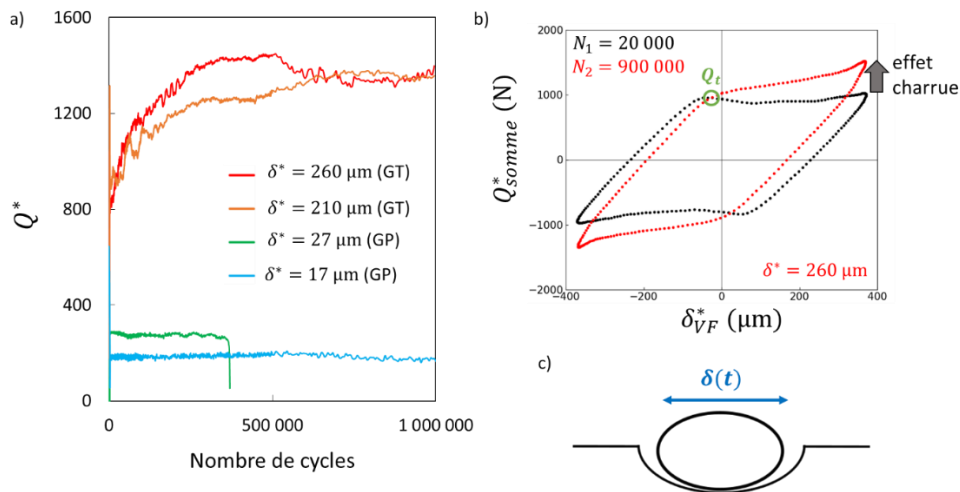 a)
1600
1200
800
400
0
Q*
δ* = 260 µm (GT)
δ* = 210 µm (GT)
δ* = 27 µm (GP)
δ* = 17 µm (GP)
0
500 000
1 000 000
Nombre de cycles
b)
2000
1000
0
−1000
−2000
Q*somme (N)
N1 = 20 000
N2 = 900 000
Qt
effet
charrue
δ* = 260 µm
−400
−200
0
200
400
δ*VF (µm)
c)
δ(t)